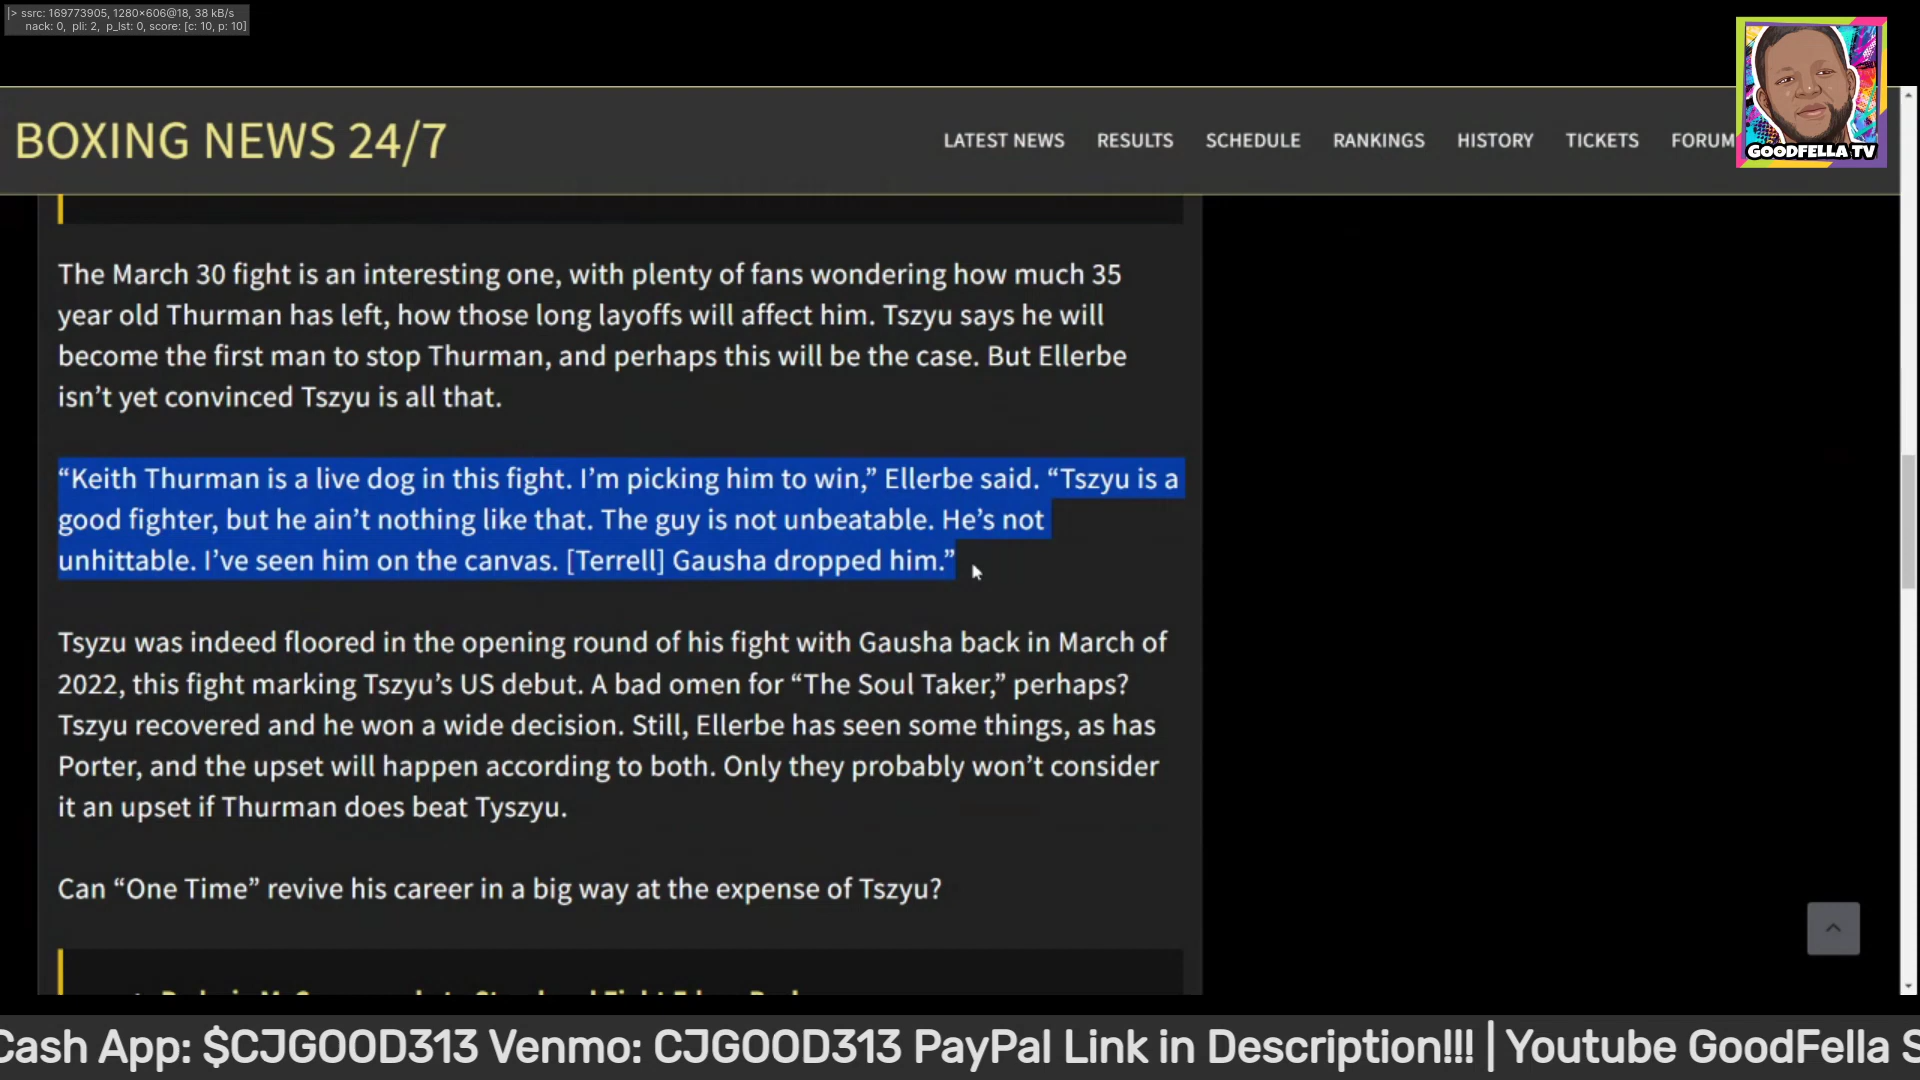 |> ssrc: 169773905, 1280×606@18, 38 kB/s
nack: 0, pli: 2, p_lst: 0, score: [c: 10, p: 10]
GOODFELLA TV
BOXING NEWS 24/7
LATEST NEWS RESULTS SCHEDULE RANKINGS HISTORY TICKETS FORUM
The March 30 fight is an interesting one, with plenty of fans wondering how much 35
year old Thurman has left, how those long layoffs will affect him. Tszyu says he will
become the first man to stop Thurman, and perhaps this will be the case. But Ellerbe
isn’t yet convinced Tszyu is all that.
“Keith Thurman is a live dog in this fight. I’m picking him to win,” Ellerbe said. “Tszyu is a
good fighter, but he ain’t nothing like that. The guy is not unbeatable. He’s not
unhittable. I’ve seen him on the canvas. [Terrell] Gausha dropped him.”
Tsyzu was indeed floored in the opening round of his fight with Gausha back in March of
2022, this fight marking Tszyu’s US debut. A bad omen for “The Soul Taker,” perhaps?
Tszyu recovered and he won a wide decision. Still, Ellerbe has seen some things, as has
Porter, and the upset will happen according to both. Only they probably won’t consider
it an upset if Thurman does beat Tyszyu.
Can “One Time” revive his career in a big way at the expense of Tszyu?
Cash App: $CJGOOD313 Venmo: CJGOOD313 PayPal Link in Description!!! | Youtube GoodFella S